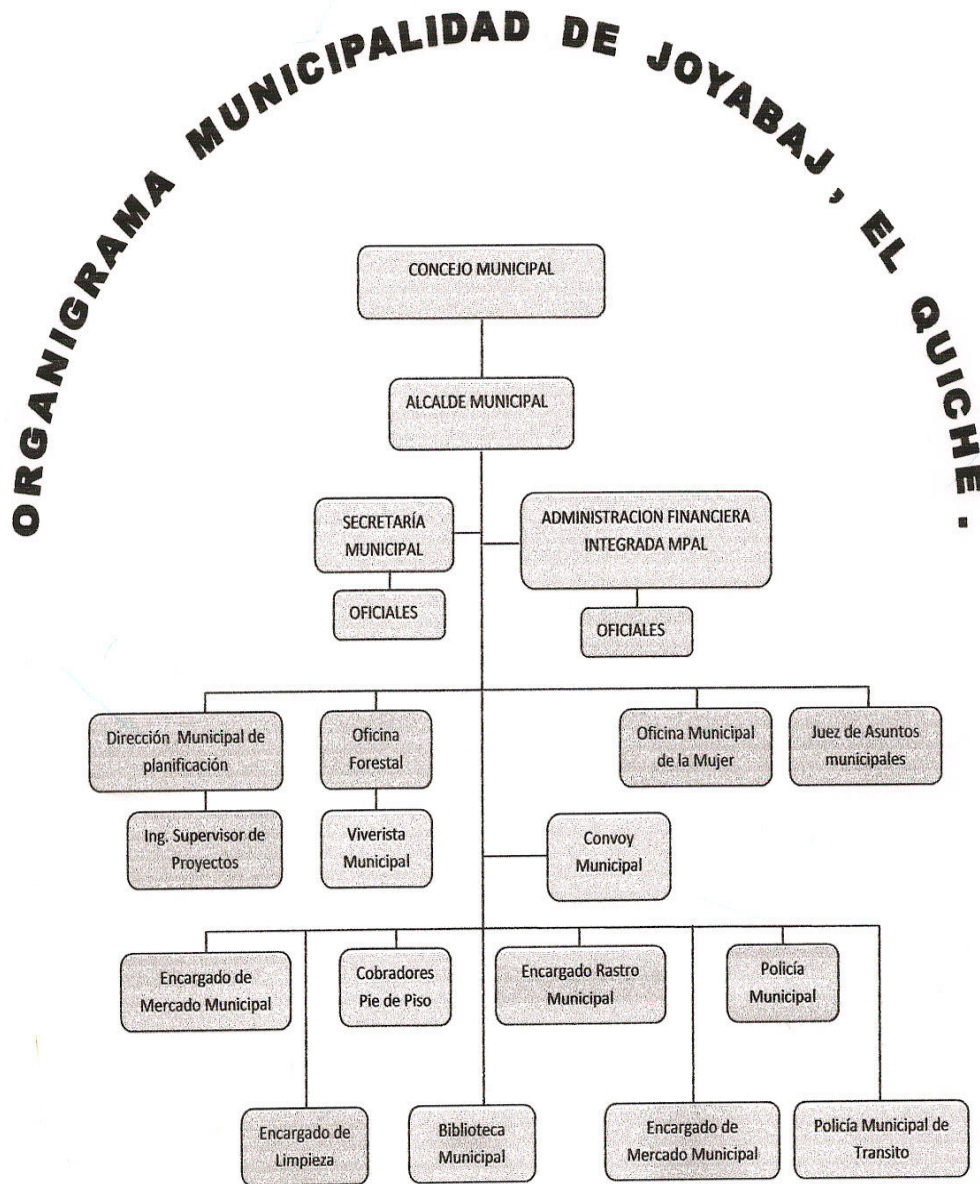 ORGANIGRAMA MUNICIPALIDAD DE JOYABAJ, EL QUICHE.
CONCEJO MUNICIPAL
ALCALDE MUNICIPAL
SECRETARÍA
MUNICIPAL
ADMINISTRACION FINANCIERA
INTEGRADA MPAL
OFICIALES
OFICIALES
Dirección Municipal de
planificación
Oficina
Forestal
Oficina Municipal
de la Mujer
Juez de Asuntos
municipales
Ing. Supervisor de
Proyectos
Viverista
Municipal
Convoy
Municipal
Encargado de
Mercado Municipal
Cobradores
Pie de Piso
Encargado Rastro
Municipal
Policía
Municipal
Encargado de
Limpieza
Biblioteca
Municipal
Encargado de
Mercado Municipal
Policía Municipal de
Transito